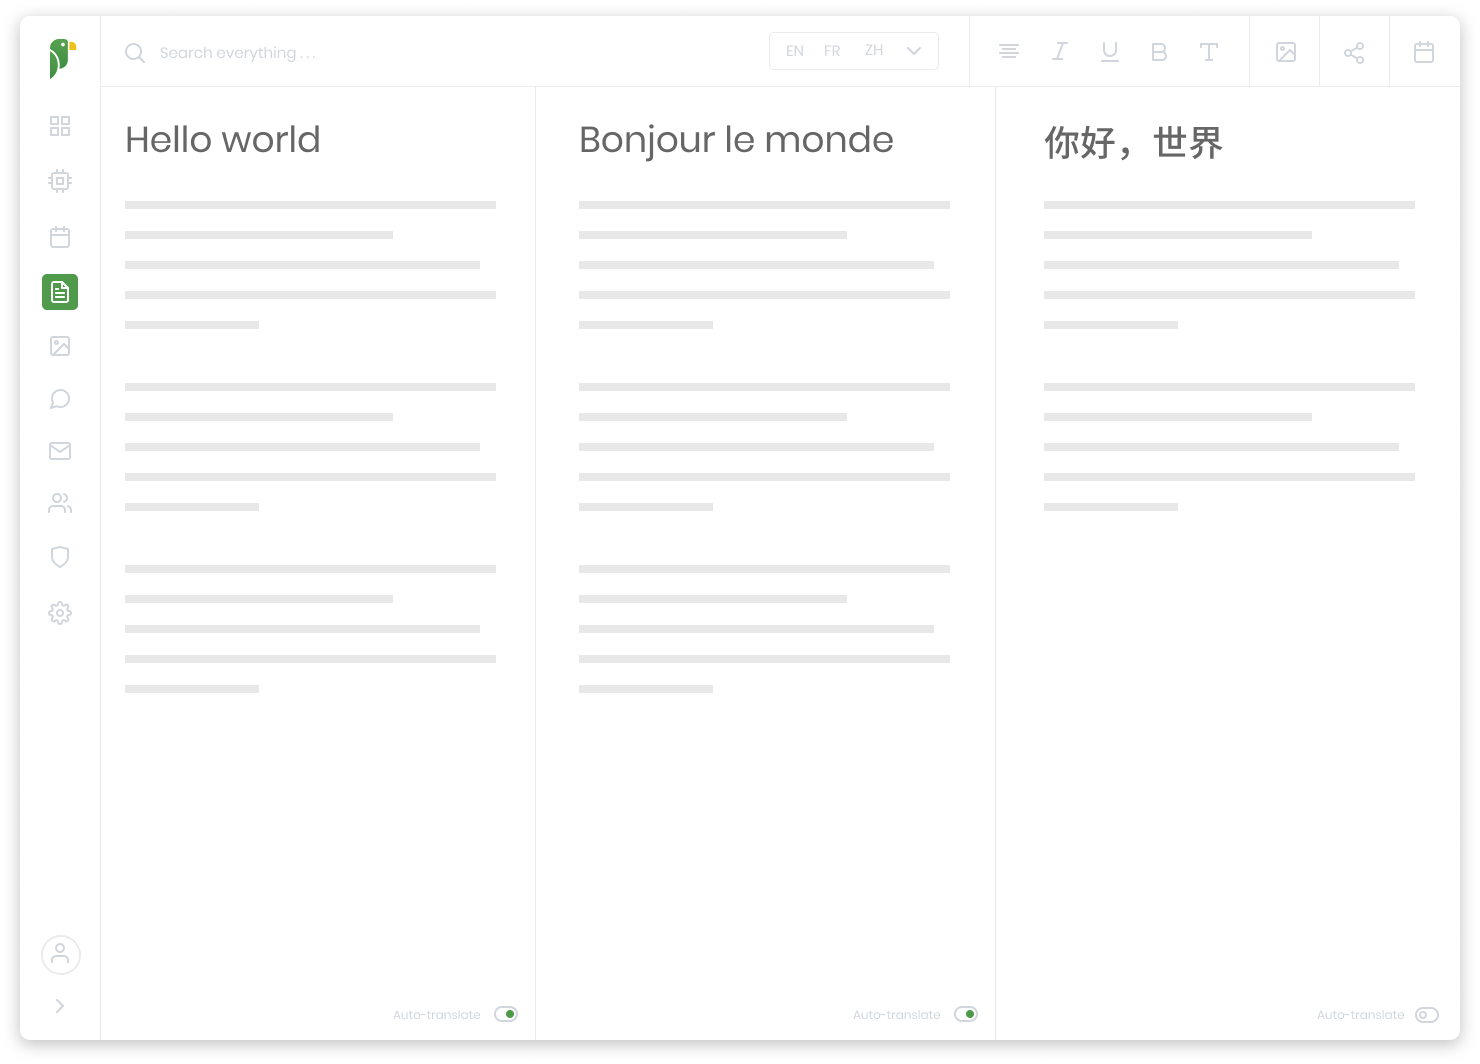 Search everything ...
EN FR ZH
Hello world
Bonjour le monde
你好，世界
Auto-translate
Auto-translate
Auto-translate